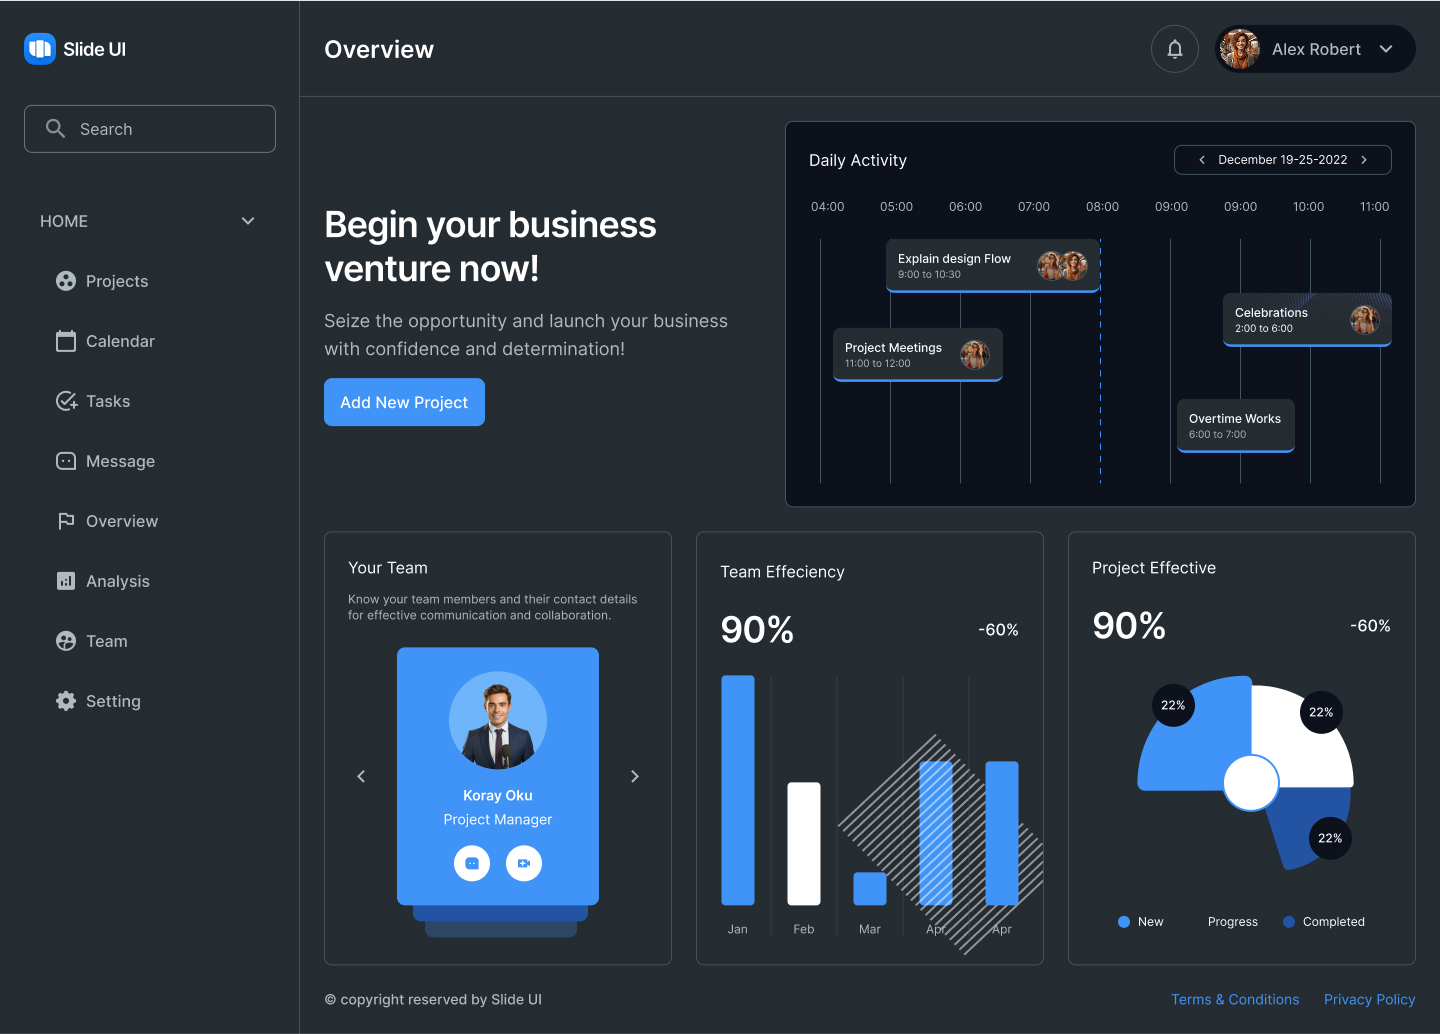 Slide UI
Overview
Alex Robert
Search
HOME
Projects
Calendar
Tasks
Message
Overview
Analysis
Team
Setting
Begin your business
venture now!
Seize the opportunity and launch your business
with confidence and determination!
Add New Project
Daily Activity
December 19-25-2022
04:00 05:00 06:00 07:00 08:00 09:00 09:00 10:00 11:00
Explain design Flow
9:00 to 10:30
Celebrations
2:00 to 6:00
Project Meetings
11:00 to 12:00
Overtime Works
6:00 to 7:00
Your Team
Know your team members and their contact details
for effective communication and collaboration.
Koray Oku
Project Manager
Team Effeciency
90%
-60%
Jan Feb Mar Apr Apr
Project Effective
90%
-60%
22%
22%
22%
New Progress Completed
© copyright reserved by Slide UI
Terms & Conditions Privacy Policy